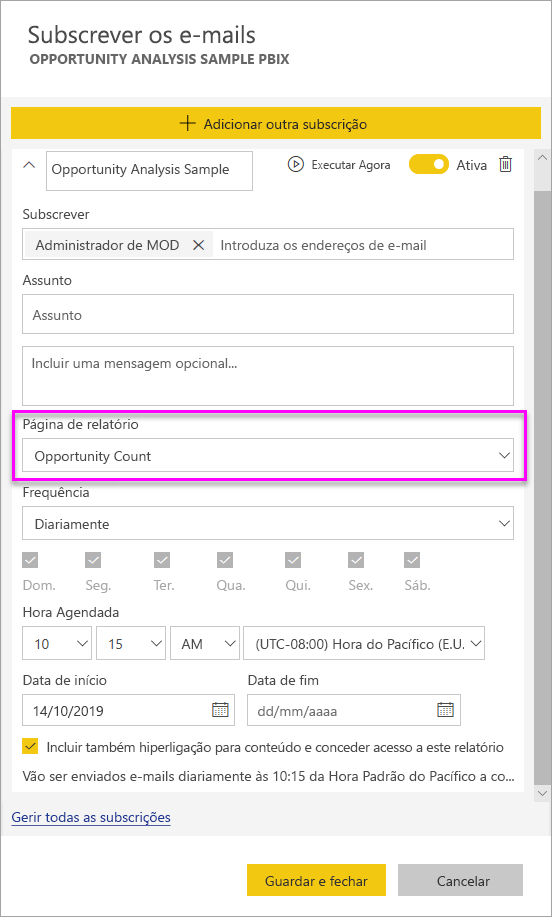 Subscrever os e-mails
OPPORTUNITY ANALYSIS SAMPLE PBIX
Adicionar outra subscrição
Opportunity Analysis Sample
Executar Agora
Ativa
Subscrever
Administrador de MOD
Introduza os endereços de e-mail
Assunto
Assunto
Incluir uma mensagem opcional...
Página de relatório
Opportunity Count
Frequência
Diariamente
Dom. Seg. Ter. Qua. Qui. Sex. Sáb.
Hora Agendada
10 15 AM (UTC-08:00) Hora do Pacífico (E.U.
Data de início Data de fim
14/10/2019 dd/mm/aaaa
Incluir também hiperligação para conteúdo e conceder acesso a este relatório
Vão ser enviados e-mails diariamente às 10:15 da Hora Padrão do Pacífico a co...
Gerir todas as subscrições
Guardar e fechar Cancelar